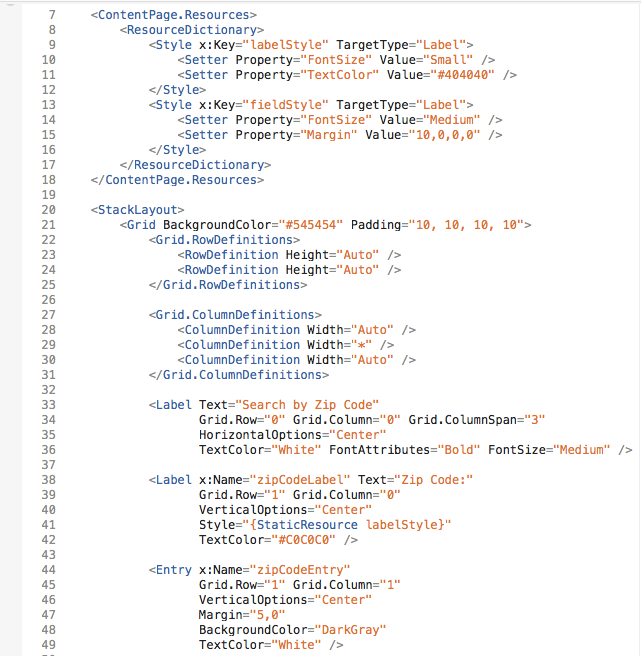 7 <ContentPage.Resources>
8 <ResourceDictionary>
9 <Style x:Key="labelStyle" TargetType="Label">
10 <Setter Property="FontSize" Value="Small" />
11 <Setter Property="TextColor" Value="#404040" />
12 </Style>
13 <Style x:Key="fieldStyle" TargetType="Label">
14 <Setter Property="FontSize" Value="Medium" />
15 <Setter Property="Margin" Value="10,0,0,0" />
16 </Style>
17 </ResourceDictionary>
18 </ContentPage.Resources>
19
20 <StackLayout>
21 <Grid BackgroundColor="#545454" Padding="10, 10, 10, 10">
22 <Grid.RowDefinitions>
23 <RowDefinition Height="Auto" />
24 <RowDefinition Height="Auto" />
25 </Grid.RowDefinitions>
26
27 <Grid.ColumnDefinitions>
28 <ColumnDefinition Width="Auto" />
29 <ColumnDefinition Width="*" />
30 <ColumnDefinition Width="Auto" />
31 </Grid.ColumnDefinitions>
32
33 <Label Text="Search by Zip Code"
34 Grid.Row="0" Grid.Column="0" Grid.ColumnSpan="3"
35 HorizontalOptions="Center"
36 TextColor="White" FontAttributes="Bold" FontSize="Medium" />
37
38 <Label x:Name="zipCodeLabel" Text="Zip Code:"
39 Grid.Row="1" Grid.Column="0"
40 VerticalOptions="Center"
41 Style="{StaticResource labelStyle}"
42 TextColor="#C0C0C0" />
43
44 <Entry x:Name="zipCodeEntry"
45 Grid.Row="1" Grid.Column="1"
46 VerticalOptions="Center"
47 Margin="5,0"
48 BackgroundColor="DarkGray"
49 TextColor="White" />